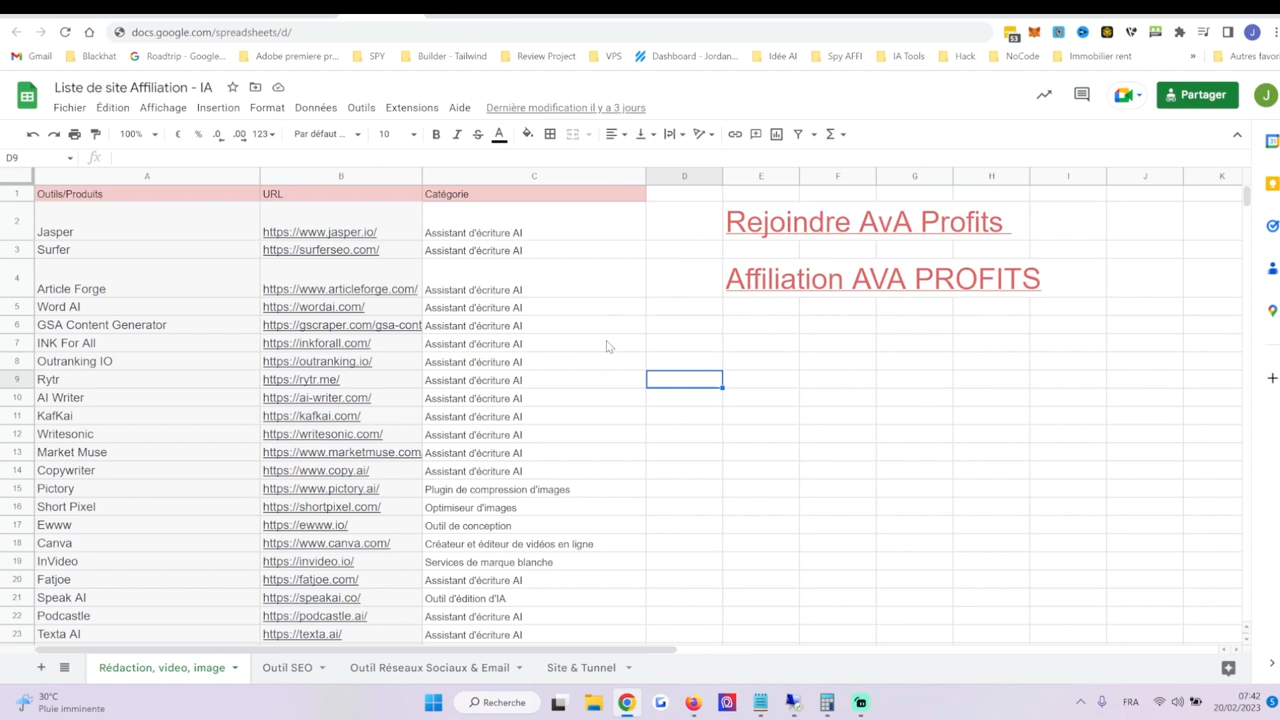 docs.google.com/spreadsheets/d/
53
J
Gmail Blackhat Roadtrip - Google... Adobe premiere pr... SPY Builder - Tailwind Review Project VPS Dashboard - Jordan... Idée AI Spy AFFI IA Tools Hack NoCode Immobilier rent » Autres favor
Liste de site Affiliation - IA
Partager
J
Fichier Édition Affichage Insertion Format Données Outils Extensions Aide Dernière modification il y a 3 jours
100% € % .0 .00 123 Par défaut ... 10 B I S A Σ
D9 fx
A B C D E F G H I J K
1 Outils/Produits URL Catégorie
2 Jasper https://www.jasper.io/ Assistant d'écriture AI Rejoindre AvA Profits
3 Surfer https://surferseo.com/ Assistant d'écriture AI
4 Article Forge https://www.articleforge.com/ Assistant d'écriture AI Affiliation AVA PROFITS
5 Word AI https://wordai.com/ Assistant d'écriture AI
6 GSA Content Generator https://gscraper.com/gsa-cont Assistant d'écriture AI
7 INK For All https://inkforall.com/ Assistant d'écriture AI
8 Outranking IO https://outranking.io/ Assistant d'écriture AI
9 Rytr https://rytr.me/ Assistant d'écriture AI
10 AI Writer https://ai-writer.com/ Assistant d'écriture AI
11 KafKai https://kafkai.com/ Assistant d'écriture AI
12 Writesonic https://writesonic.com/ Assistant d'écriture AI
13 Market Muse https://www.marketmuse.com Assistant d'écriture AI
14 Copywriter https://www.copy.ai/ Assistant d'écriture AI
15 Pictory https://www.pictory.ai/ Plugin de compression d'images
16 Short Pixel https://shortpixel.com/ Optimiseur d'images
17 Ewww https://ewww.io/ Outil de conception
18 Canva https://www.canva.com/ Créateur et éditeur de vidéos en ligne
19 InVideo https://invideo.io/ Services de marque blanche
20 Fatjoe https://fatjoe.com/ Assistant d'écriture AI
21 Speak AI https://speakai.co/ Outil d'édition d'IA
22 Podcastle https://podcastle.ai/ Assistant d'écriture AI
23 Texta AI https://texta.ai/ Assistant d'écriture AI
Rédaction, video, image Outil SEO Outil Réseaux Sociaux & Email Site & Tunnel
30°C
Pluie imminente
Recherche
FRA
07:42
20/02/2023
5